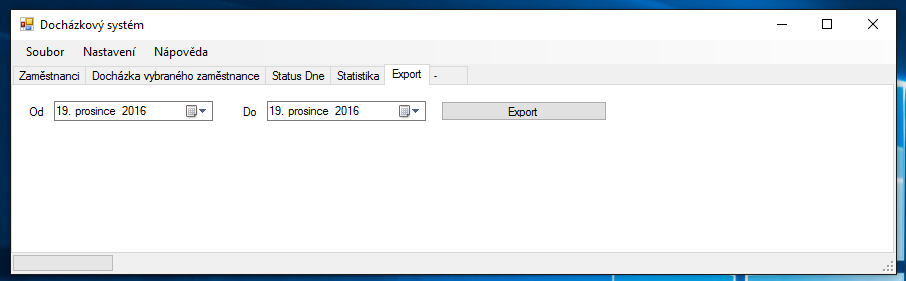 Docházkový systém
Soubor Nastavení Nápověda
Zaměstnanci Docházka vybraného zaměstnance Status Dne Statistika Export -
Od 19. prosince 2016 Do 19. prosince 2016 Export